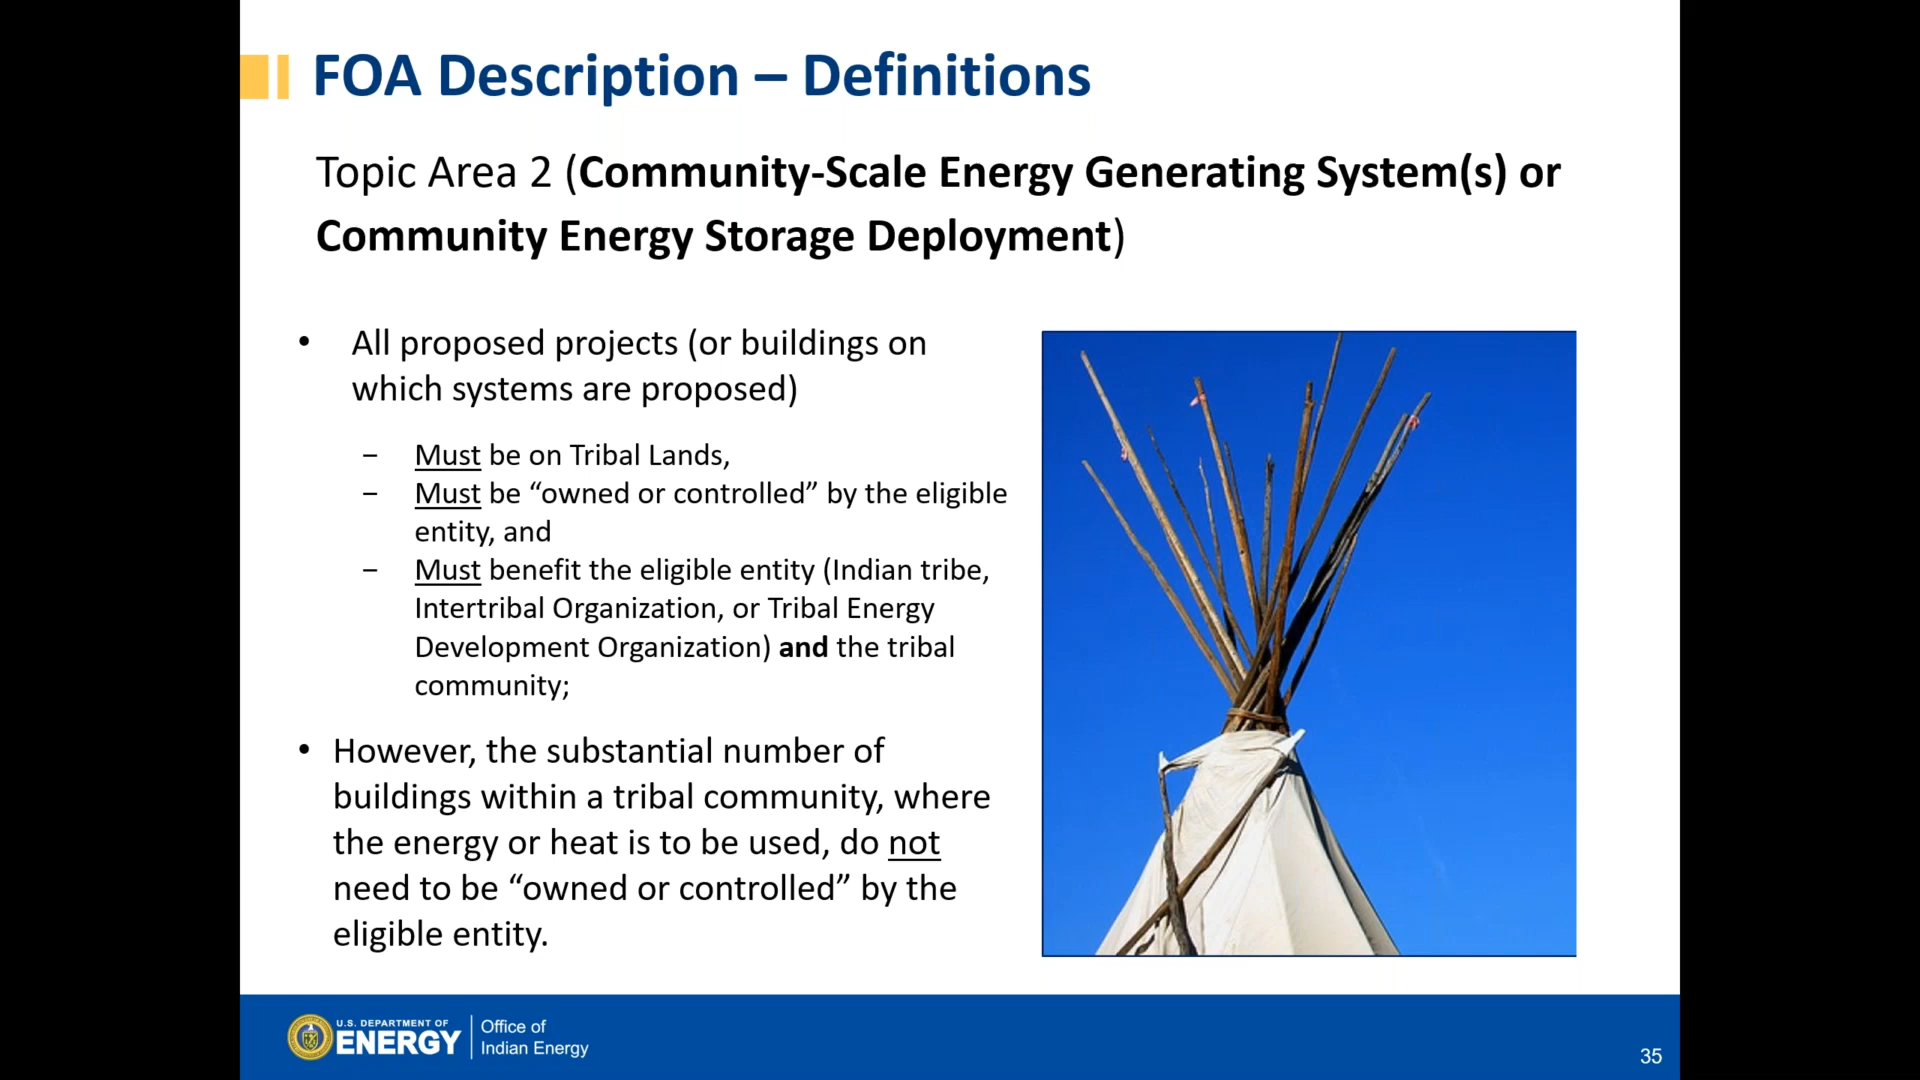 FOA Description – Definitions
Topic Area 2 (Community-Scale Energy Generating System(s) or
Community Energy Storage Deployment)
• All proposed projects (or buildings on
which systems are proposed)
– Must be on Tribal Lands,
– Must be “owned or controlled” by the eligible
entity, and
– Must benefit the eligible entity (Indian tribe,
Intertribal Organization, or Tribal Energy
Development Organization) and the tribal
community;
• However, the substantial number of
buildings within a tribal community, where
the energy or heat is to be used, do not
need to be “owned or controlled” by the
eligible entity.
U.S. DEPARTMENT OF
ENERGY
Office of
Indian Energy
35